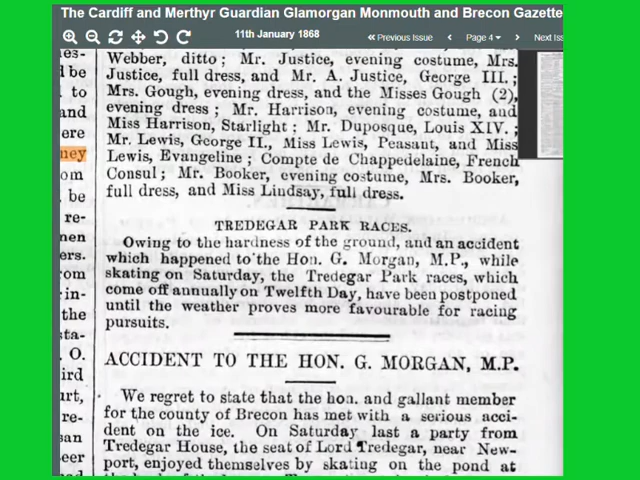 The Cardiff and Merthyr Guardian Glamorgan Monmouth and Brecon Gazette
11th January 1868
Previous Issue
Page 4
Next Iss
Webber, ditto; Mr. Justice, evening costume, Mrs.
Justice, full dress, and Mr. A. Justice, George III.;
Mrs. Gough, evening dress, and the Misses Gough (2),
evening dress; Mr. Harrison, evening costume, and
Miss Harrison, Starlight; Mr. Duposque, Louis XIV.;
Mr. Lewis, George II., Miss Lewis, Peasant, and Miss
Lewis, Evangeline; Compte de Chappedelaine, French
Consul; Mr. Booker, evening costume, Mrs. Booker,
full dress, and Miss Lindsay, full dress.
TREDEGAR PARK RACES.
Owing to the hardness of the ground, and an accident
which happened to the Hon. G. Morgan, M.P., while
skating on Saturday, the Tredegar Park races, which
come off annually on Twelfth Day, have been postponed
until the weather proves more favourable for racing
pursuits.
ACCIDENT TO THE HON. G. MORGAN, M.P.
We regret to state that the hon. and gallant member
for the county of Brecon has met with a serious acci-
dent on the ice. On Saturday last a party from
Tredegar House, the seat of Lord Tredegar, near New-
port, enjoyed themselves by skating on the pond at